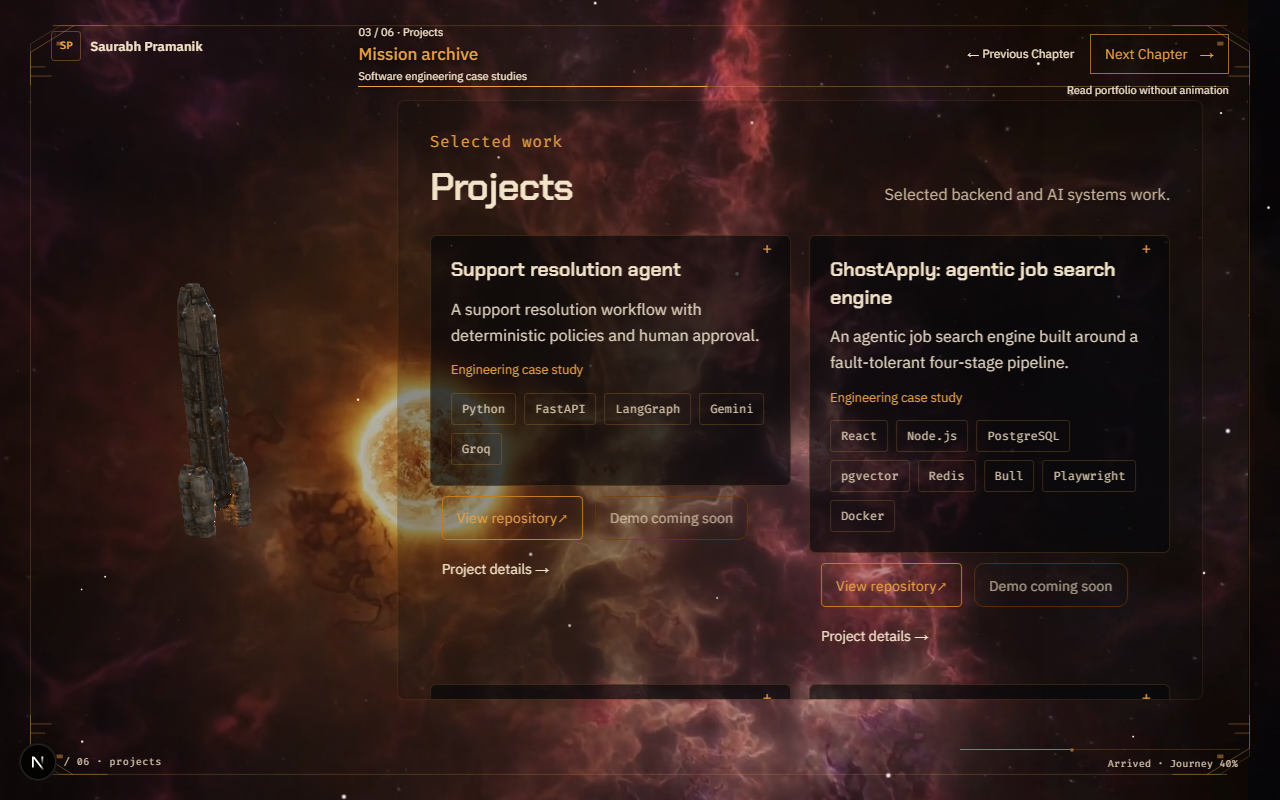 SP
Saurabh Pramanik
03 / 06 · Projects
Mission archive
Software engineering case studies
← Previous Chapter
Next Chapter →
Read portfolio without animation
Selected work
Projects
Selected backend and AI systems work.
+
Support resolution agent
A support resolution workflow with
deterministic policies and human approval.
Engineering case study
Python FastAPI LangGraph Gemini
Groq
View repository↗ Demo coming soon
Project details →
+
GhostApply: agentic job search
engine
An agentic job search engine built around a
fault-tolerant four-stage pipeline.
Engineering case study
React Node.js PostgreSQL
pgvector Redis Bull Playwright
Docker
View repository↗ Demo coming soon
Project details →
+
+
N
/ 06 · projects
Arrived · Journey 40%